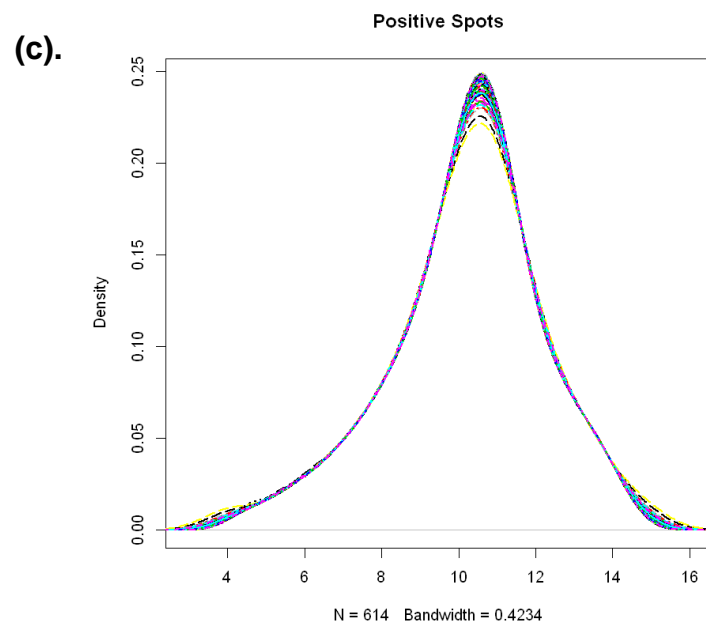 Positive Spots
(c).
0.25
0.20
0.15
0.10
0.05
0.00
Density
4 6 8 10 12 14 16
N = 614 Bandwidth = 0.4234